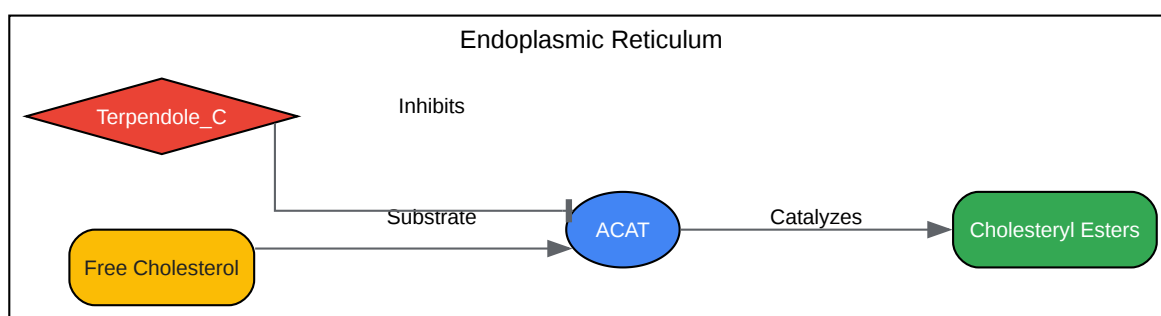 Endoplasmic Reticulum
Terpendole_C
Inhibits
Substrate
Catalyzes
ACAT
Cholesteryl Esters
Free Cholesterol